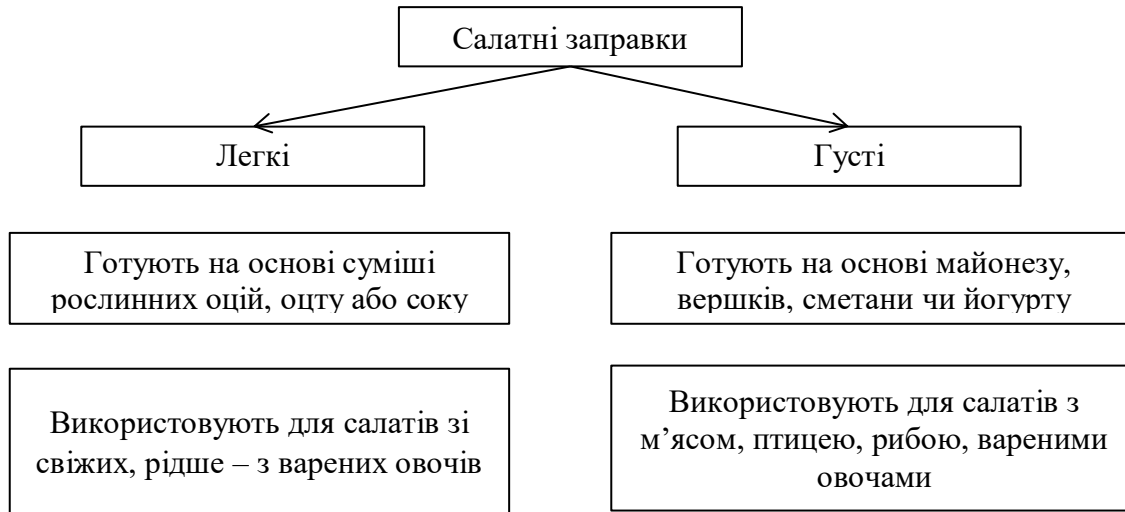 Салатні заправки
Легкі
Густі
Готують на основі суміші
рослинних оцій, оцту або соку
Готують на основі майонезу,
вершків, сметани чи йогурту
Використовують для салатів зі
свіжих, рідше – з варених овочів
Використовують для салатів з
м’ясом, птицею, рибою, вареними
овочами